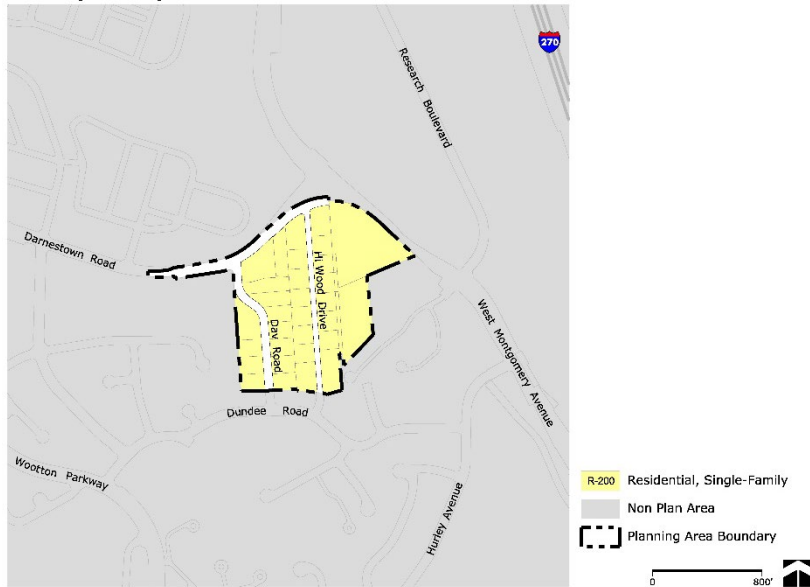 270
Research Boulevard
Darnestown Road
Hi Wood Drive
Dav Road
West Montgomery Avenue
Dundee Road
Wootton Parkway
Hurley Avenue
R-200 Residential, Single-Family
Non Plan Area
Planning Area Boundary
0 800'